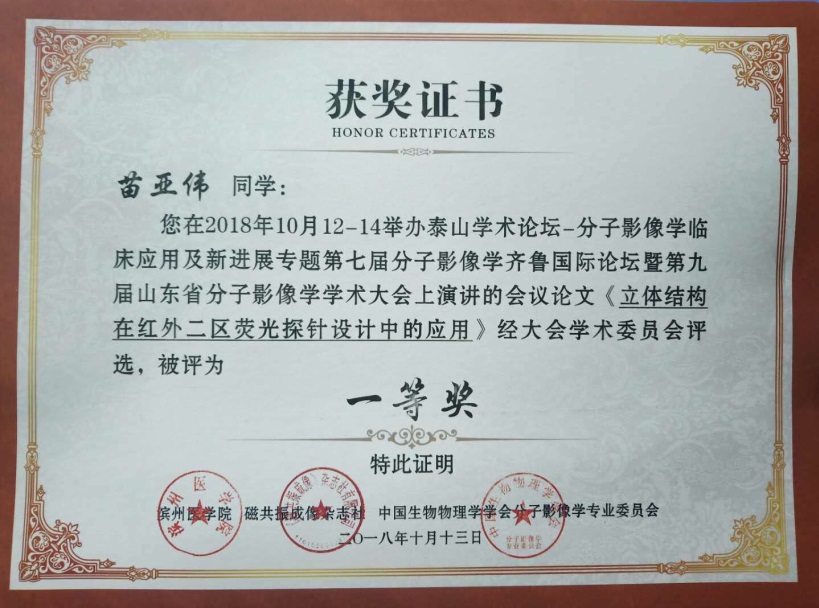 获奖证书
HONOR CERTIFICATES
苗亚伟 同学：
您在2018年10月12-14举办泰山学术论坛-分子影像学临
床应用及新进展专题第七届分子影像学齐鲁国际论坛暨第九
届山东省分子影像学学术大会上演讲的会议论文《立体结构
在红外二区荧光探针设计中的应用》经大会学术委员会评
选，被评为
一等奖
特此证明
滨州医学院 磁共振成像杂志社 中国生物物理学学会分子影像学专业委员会
二〇一八年十月十三日
滨州医学院